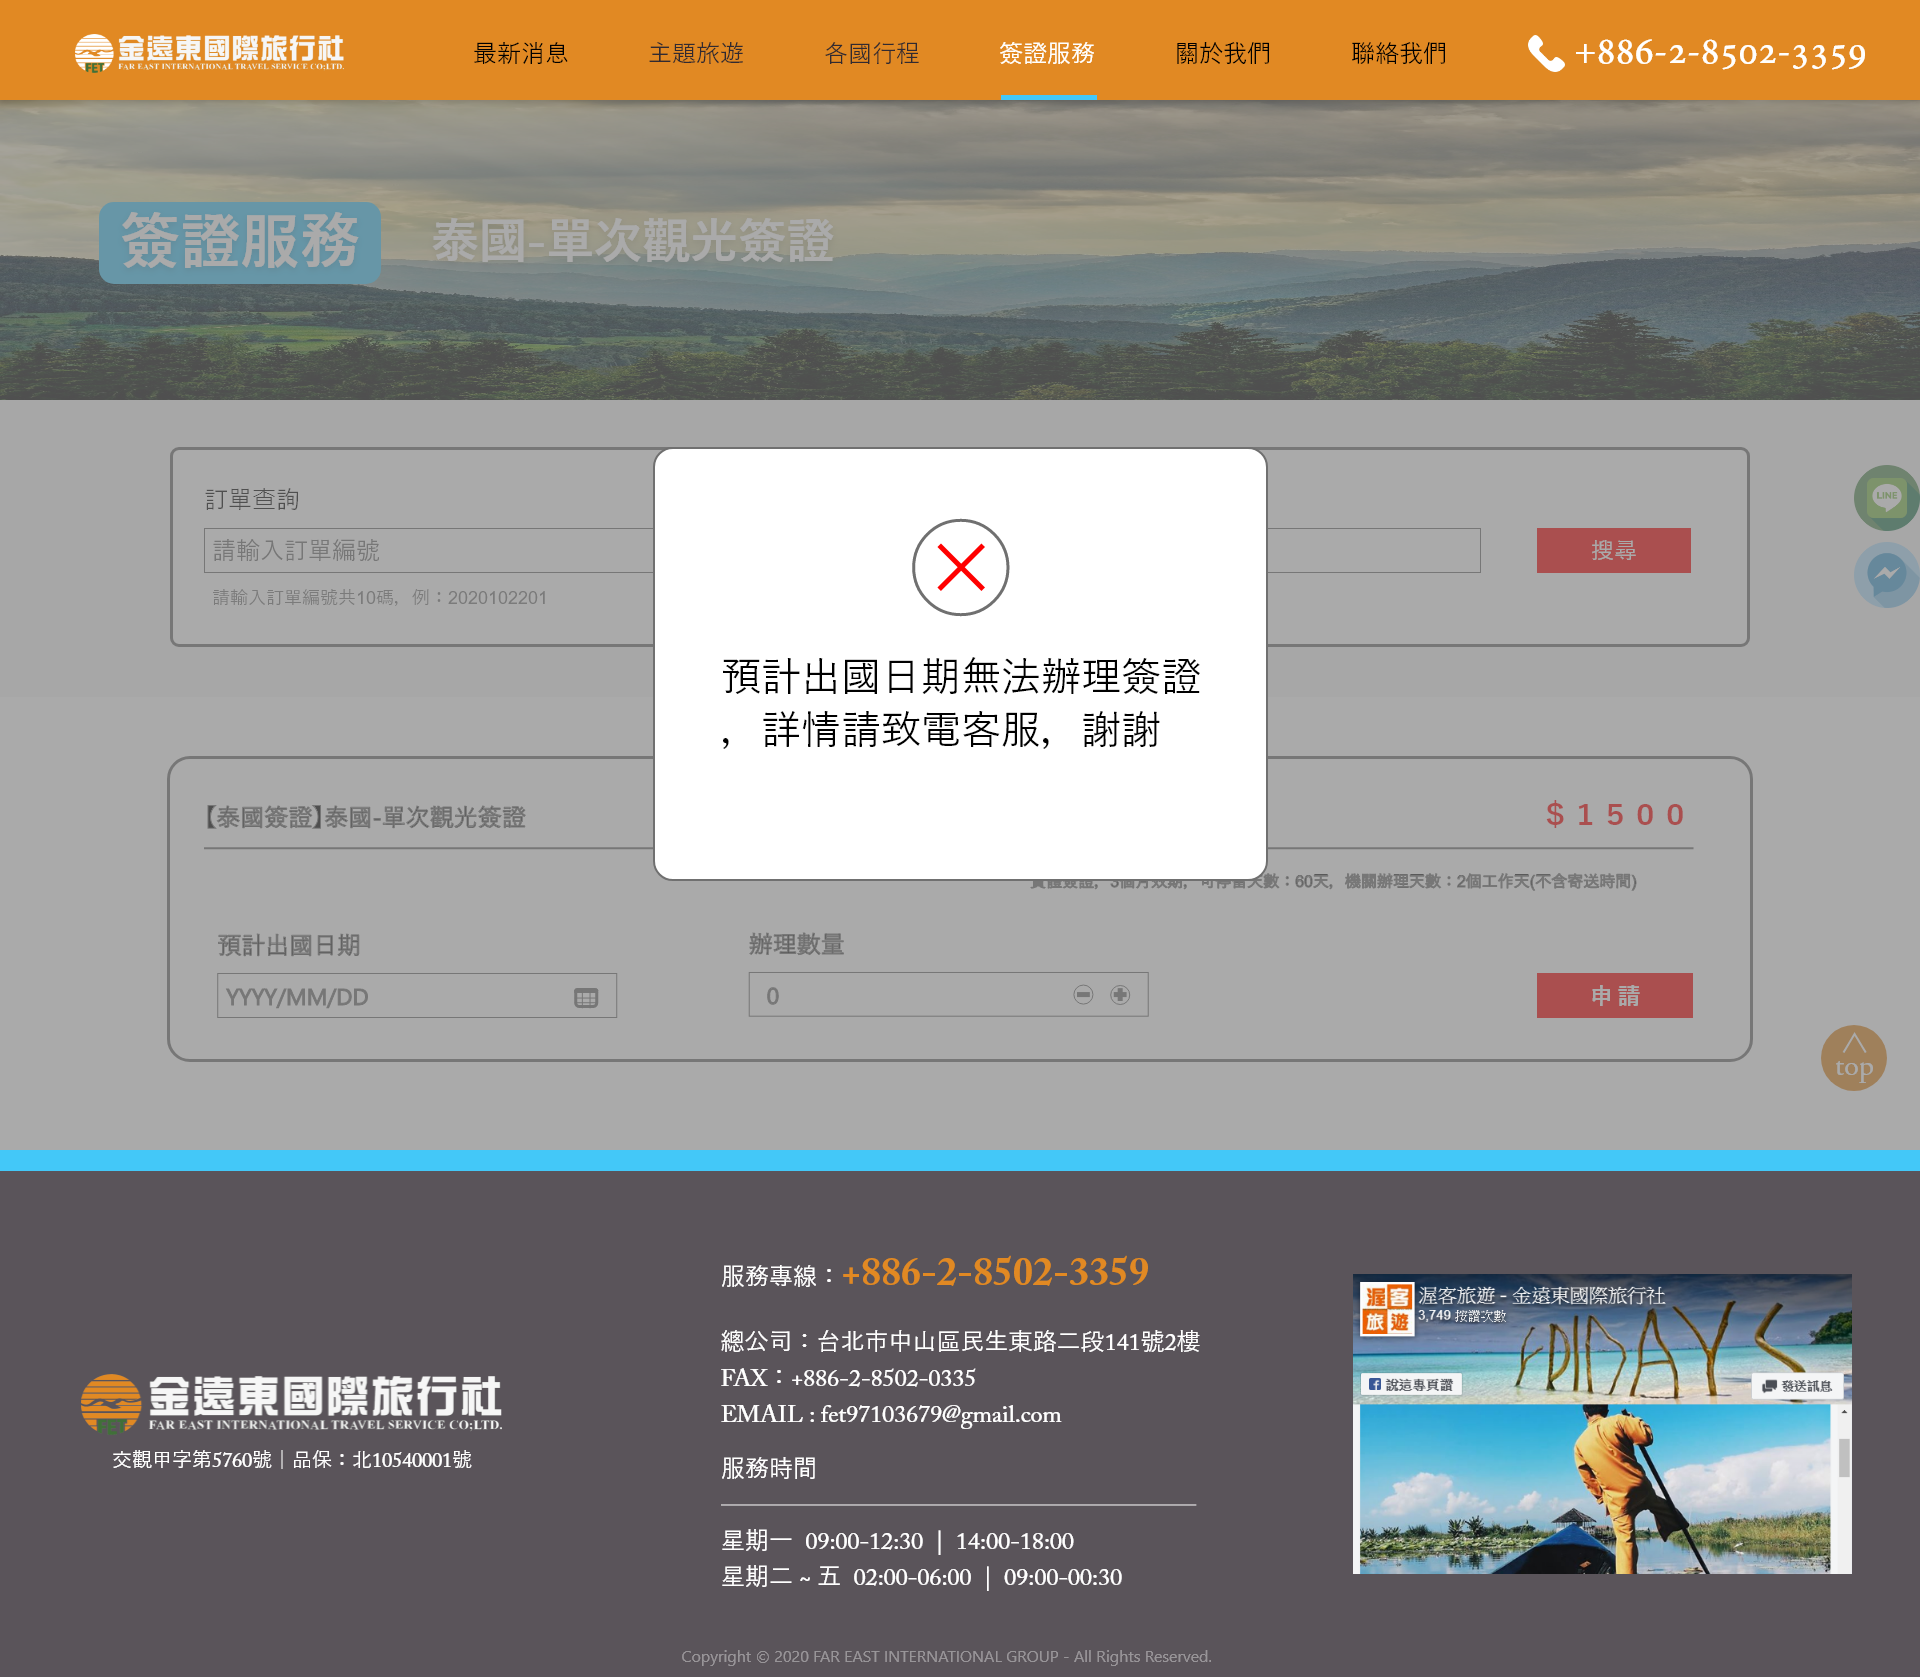 金遠東國際旅行社
FET
FAR EAST INTERNATIONAL TRAVEL SERVICE CO;LTD.
最新消息
主題旅遊
各國行程
簽證服務
關於我們
聯絡我們
+886-2-8502-3359
簽證服務
泰國-單次觀光簽證
訂單查詢
請輸入訂單編號
搜尋
請輸入訂單編號共10碼，例：2020102201
LINE
預計出國日期無法辦理簽證
，詳情請致電客服，謝謝
【泰國簽證】泰國-單次觀光簽證
$1500
實體簽證，3個月效期，可停留天數：60天，機關辦理天數：2個工作天(不含寄送時間)
預計出國日期
辦理數量
YYYY/MM/DD
0
申請
top
服務專線：+886-2-8502-3359
總公司：台北市中山區民生東路二段141號2樓
FAX：+886-2-8502-0335
EMAIL : fet97103679@gmail.com
服務時間
星期一 09:00-12:30 | 14:00-18:00
星期二 ~ 五 02:00-06:00 | 09:00-00:30
金遠東國際旅行社
FET
FAR EAST INTERNATIONAL TRAVEL SERVICE CO;LTD.
交觀甲字第5760號｜品保：北10540001號
渥客旅遊
渥客旅遊 - 金遠東國際旅行社
3,749 按讚次數
說這專頁讚
發送訊息
Copyright © 2020 FAR EAST INTERNATIONAL GROUP - All Rights Reserved.